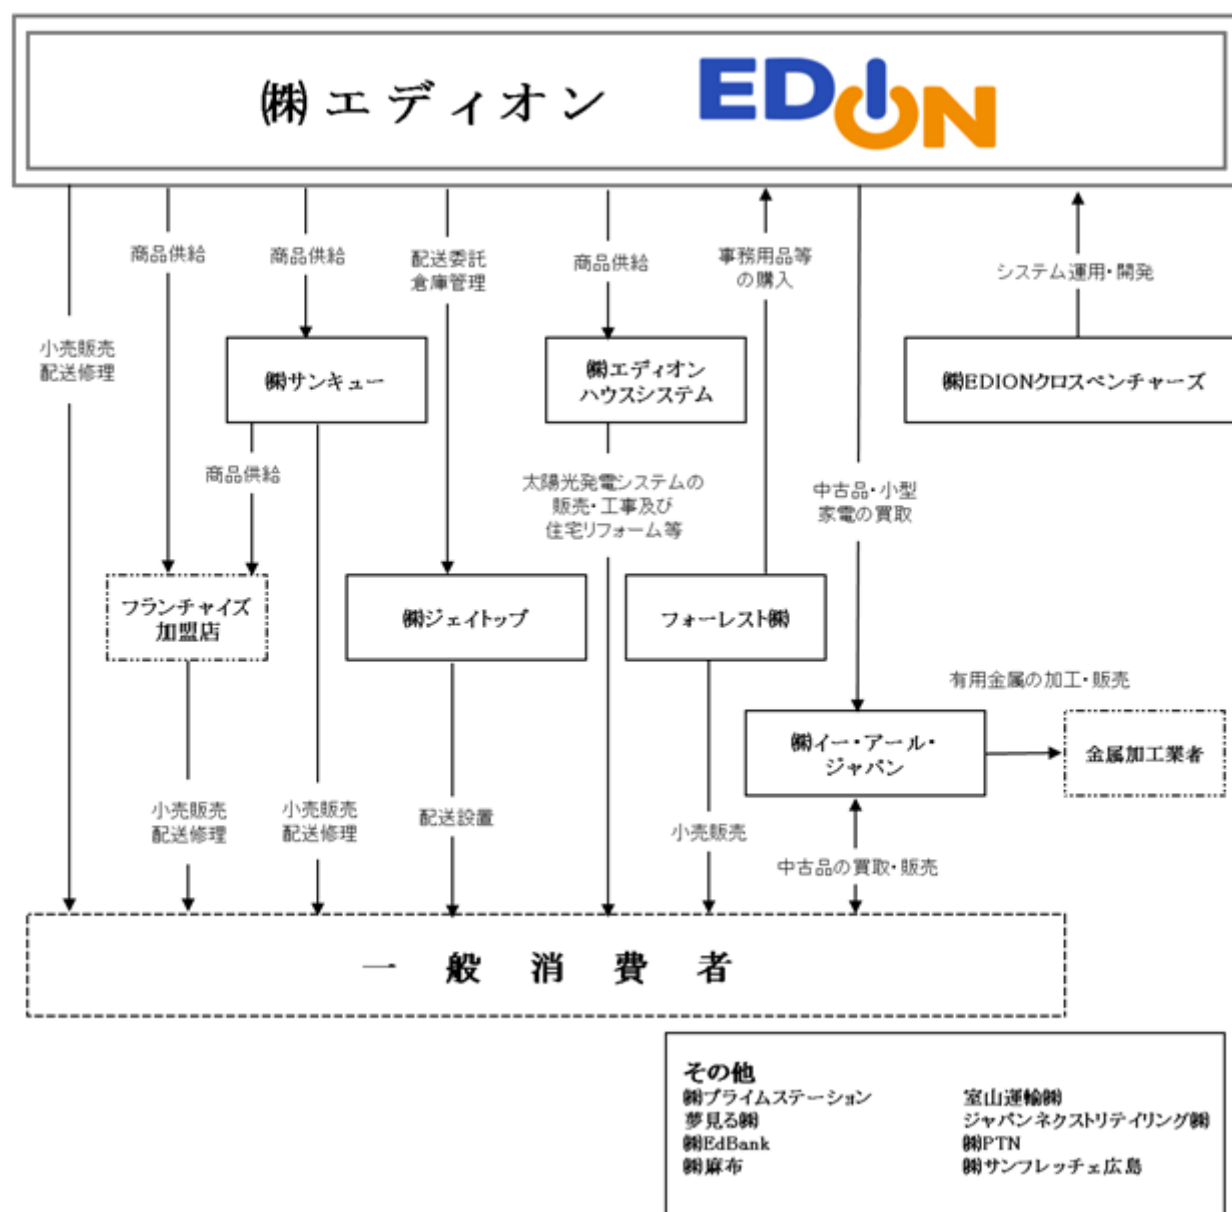 ㈱エディオン
EDION
商品供給
商品供給
配送委託
倉庫管理
商品供給
事務用品等
の購入
システム運用・開発
小売販売
配送修理
㈱サンキュー
㈱エディオン
ハウスシステム
㈱EDIONクロスベンチャーズ
商品供給
太陽光発電システムの
販売・工事及び
住宅リフォーム等
中古品・小型
家電の買取
フランチャイズ
加盟店
㈱ジェイトップ
フォーレスト㈱
有用金属の加工・販売
㈱イー・アール・
ジャパン
金属加工業者
小売販売
配送修理
小売販売
配送修理
配送設置
小売販売
中古品の買取・販売
一般消費者
その他
㈱プライムステーション
室山運輸㈱
夢見る㈱
ジャパンネクストリテイリング㈱
㈱EdBank
㈱PTN
㈱麻布
㈱サンフレッチェ広島